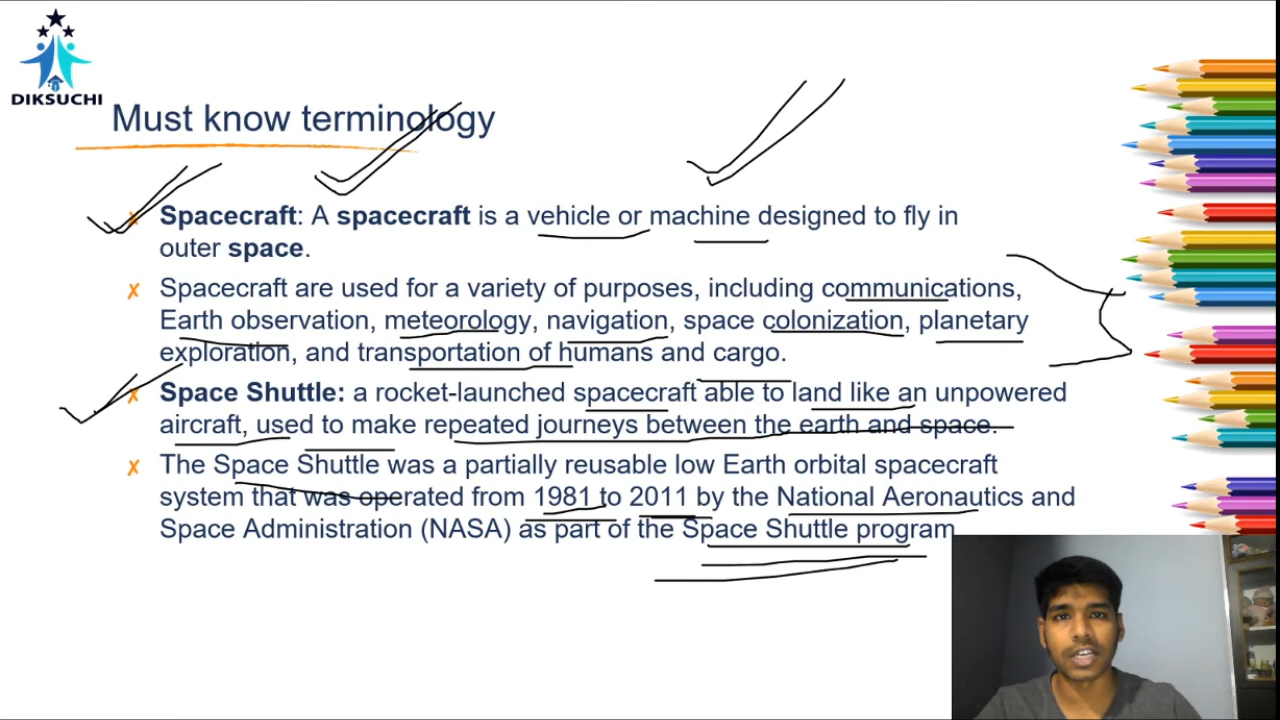 DIKSUCHI
Must know terminology
Spacecraft: A spacecraft is a vehicle or machine designed to fly in
outer space.
Spacecraft are used for a variety of purposes, including communications,
Earth observation, meteorology, navigation, space colonization, planetary
exploration, and transportation of humans and cargo.
Space Shuttle: a rocket-launched spacecraft able to land like an unpowered
aircraft, used to make repeated journeys between the earth and space.
The Space Shuttle was a partially reusable low Earth orbital spacecraft
system that was operated from 1981 to 2011 by the National Aeronautics and
Space Administration (NASA) as part of the Space Shuttle program